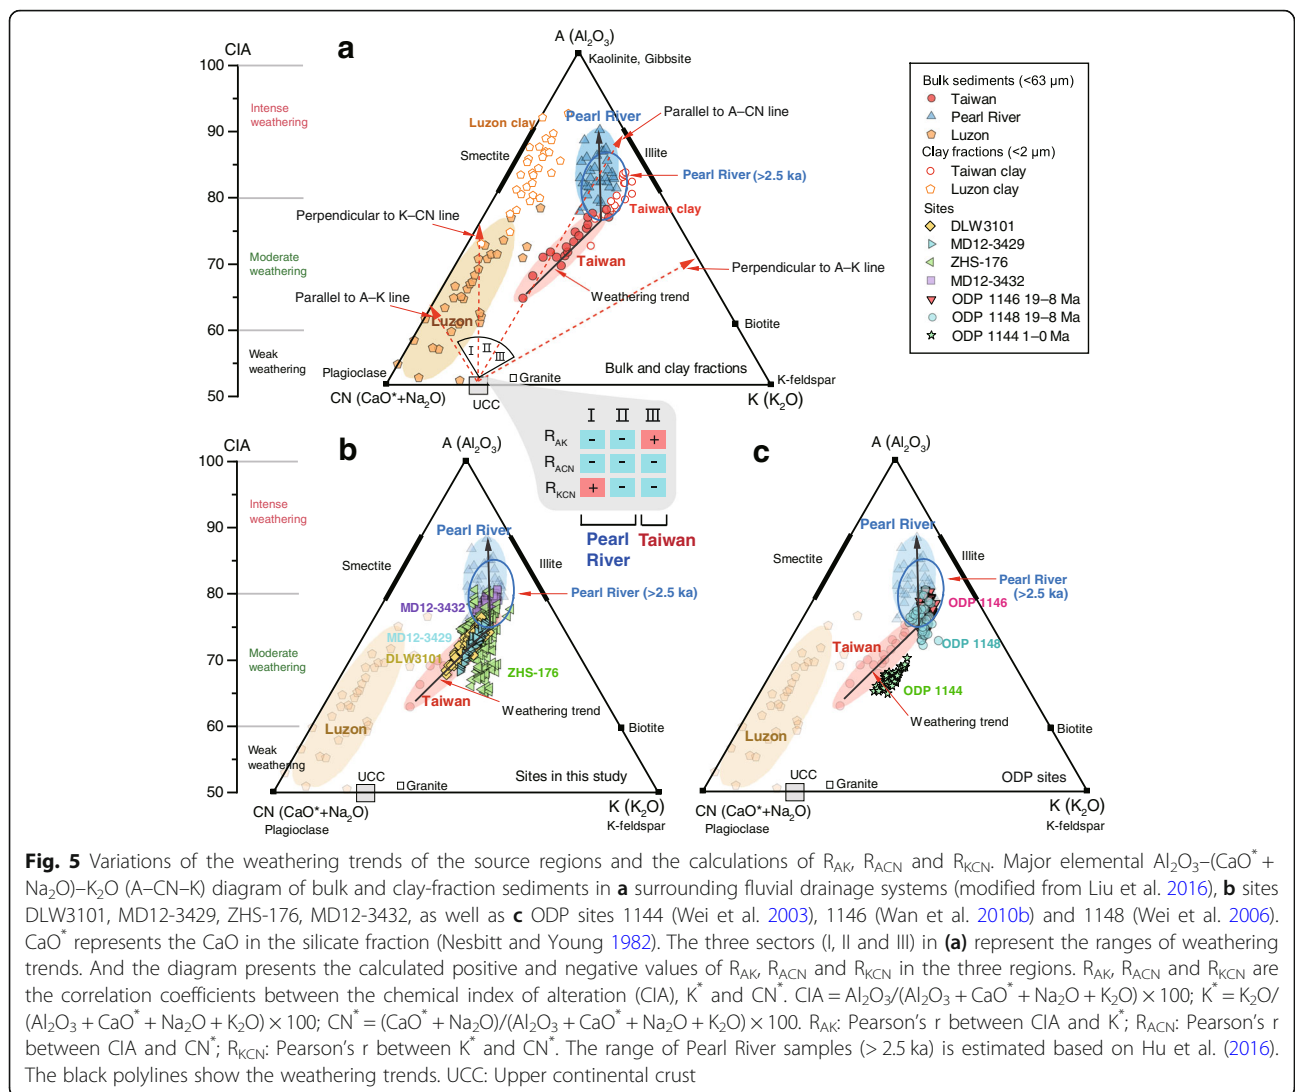 a
CIA
100
90
80
70
60
50
Intense
weathering
Moderate
weathering
Weak
weathering
A (Al2O3)
Kaolinite, Gibbsite
Luzon clay
Pearl River
Parallel to A–CN line
Smectite
Illite
Pearl River (>2.5 ka)
Taiwan clay
Perpendicular to K–CN line
Taiwan
Perpendicular to A–K line
Weathering trend
Parallel to A–K line
Luzon
Biotite
I
II
III
Bulk and clay fractions
Plagioclase
Granite
K-feldspar
CN (CaO*+Na2O)
UCC
K (K2O)
Bulk sediments (<63 μm)
Taiwan
Pearl River
Luzon
Clay fractions (<2 μm)
Taiwan clay
Luzon clay
Sites
DLW3101
MD12-3429
ZHS-176
MD12-3432
ODP 1146 19–8 Ma
ODP 1148 19–8 Ma
ODP 1144 1–0 Ma
I II III
RAK - - +
RACN - - -
RKCN + - -
Pearl
River
Taiwan
b
100
90
80
70
60
50
Intense
weathering
Moderate
weathering
Weak
weathering
A (Al2O3)
Pearl River
Smectite
Illite
Pearl River (>2.5 ka)
MD12-3432
MD12-3429
DLW3101
ZHS-176
Taiwan
Weathering trend
Luzon
Biotite
UCC
Granite
Sites in this study
CN (CaO*+Na2O)
Plagioclase
K (K2O)
K-feldspar
c
A (Al2O3)
Pearl River
Smectite
Illite
Pearl River
(>2.5 ka)
ODP 1146
Taiwan
ODP 1148
ODP 1144
Weathering trend
Luzon
Biotite
UCC
Granite
ODP sites
CN (CaO*+Na2O)
Plagioclase
K (K2O)
K-feldspar
Fig. 5 Variations of the weathering trends of the source regions and the calculations of RAK, RACN and RKCN. Major elemental Al2O3–(CaO* +
Na2O)–K2O (A–CN–K) diagram of bulk and clay-fraction sediments in a surrounding fluvial drainage systems (modified from Liu et al. 2016), b sites
DLW3101, MD12-3429, ZHS-176, MD12-3432, as well as c ODP sites 1144 (Wei et al. 2003), 1146 (Wan et al. 2010b) and 1148 (Wei et al. 2006).
CaO* represents the CaO in the silicate fraction (Nesbitt and Young 1982). The three sectors (I, II and III) in (a) represent the ranges of weathering
trends. And the diagram presents the calculated positive and negative values of RAK, RACN and RKCN in the three regions. RAK, RACN and RKCN are
the correlation coefficients between the chemical index of alteration (CIA), K* and CN*. CIA = Al2O3/(Al2O3 + CaO* + Na2O + K2O) × 100; K* = K2O/
(Al2O3 + CaO* + Na2O + K2O) × 100; CN* = (CaO* + Na2O)/(Al2O3 + CaO* + Na2O + K2O) × 100. RAK: Pearson's r between CIA and K*; RACN: Pearson's r
between CIA and CN*; RKCN: Pearson's r between K* and CN*. The range of Pearl River samples (> 2.5 ka) is estimated based on Hu et al. (2016).
The black polylines show the weathering trends. UCC: Upper continental crust